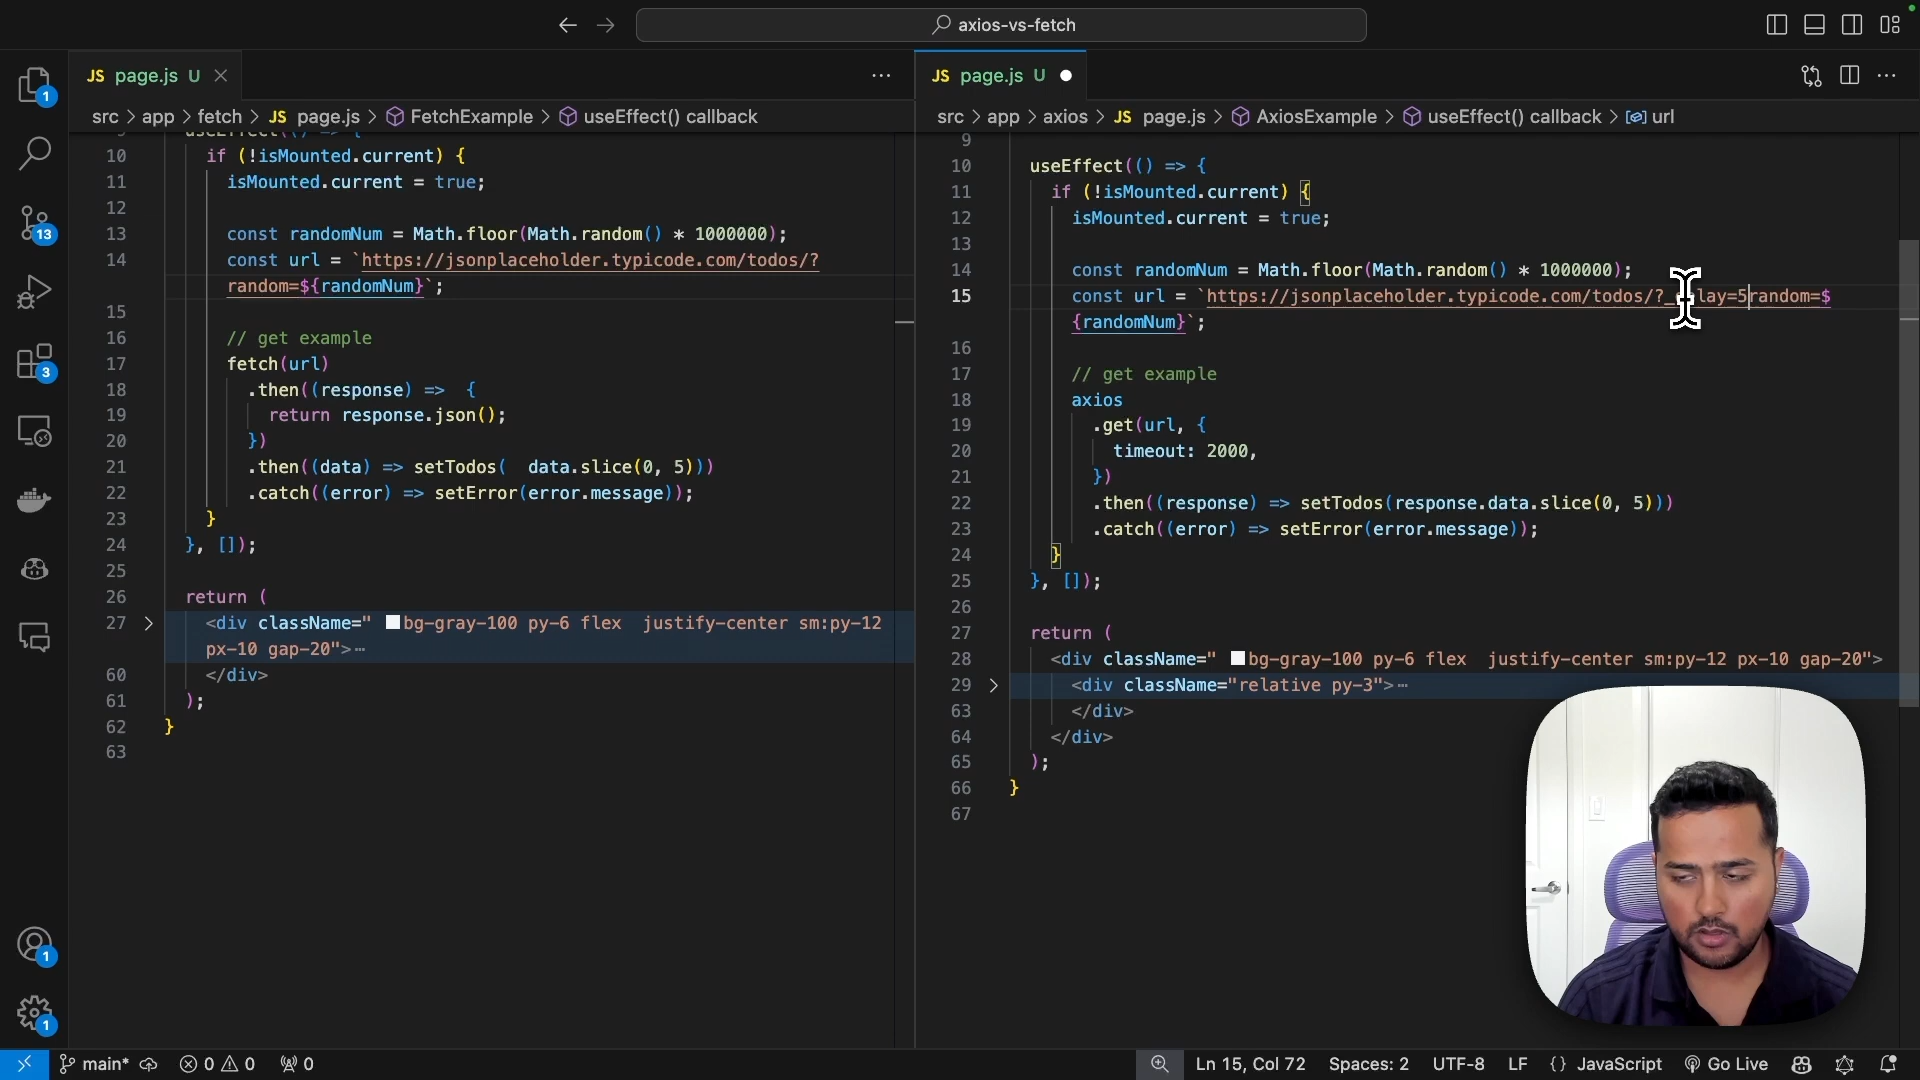 axios-vs-fetch
JS page.js U
JS page.js U
src > app > fetch > JS page.js > FetchExample > useEffect() callback
src > app > axios > JS page.js > AxiosExample > useEffect() callback > url
10 if (!isMounted.current) {
11 isMounted.current = true;
12
13 const randomNum = Math.floor(Math.random() * 1000000);
14 const url = `https://jsonplaceholder.typicode.com/todos/?
random=${randomNum}`;
15
16 // get example
17 fetch(url)
18 .then((response) =>  {
19 return response.json();
20 })
21 .then((data) => setTodos(  data.slice(0, 5)))
22 .catch((error) => setError(error.message));
23 }
24 }, []);
25
26 return (
27 <div className=" bg-gray-100 py-6 flex  justify-center sm:py-12
px-10 gap-20">⋯
60 </div>
61 );
62 }
63
9
10 useEffect(() => {
11 if (!isMounted.current) {
12 isMounted.current = true;
13
14 const randomNum = Math.floor(Math.random() * 1000000);
15 const url = `https://jsonplaceholder.typicode.com/todos/?_ lay=5random=$
{randomNum}`;
16
17 // get example
18 axios
19 .get(url, {
20 timeout: 2000,
21 })
22 .then((response) => setTodos(response.data.slice(0, 5)))
23 .catch((error) => setError(error.message));
24 }
25 }, []);
26
27 return (
28 <div className=" bg-gray-100 py-6 flex  justify-center sm:py-12 px-10 gap-20">
29 <div className="relative py-3">⋯
63 </div>
64 </div>
65 );
66 }
67
1
13
3
1
1
main* 0 0 0 Ln 15, Col 72 Spaces: 2 UTF-8 LF {} JavaScript Go Live